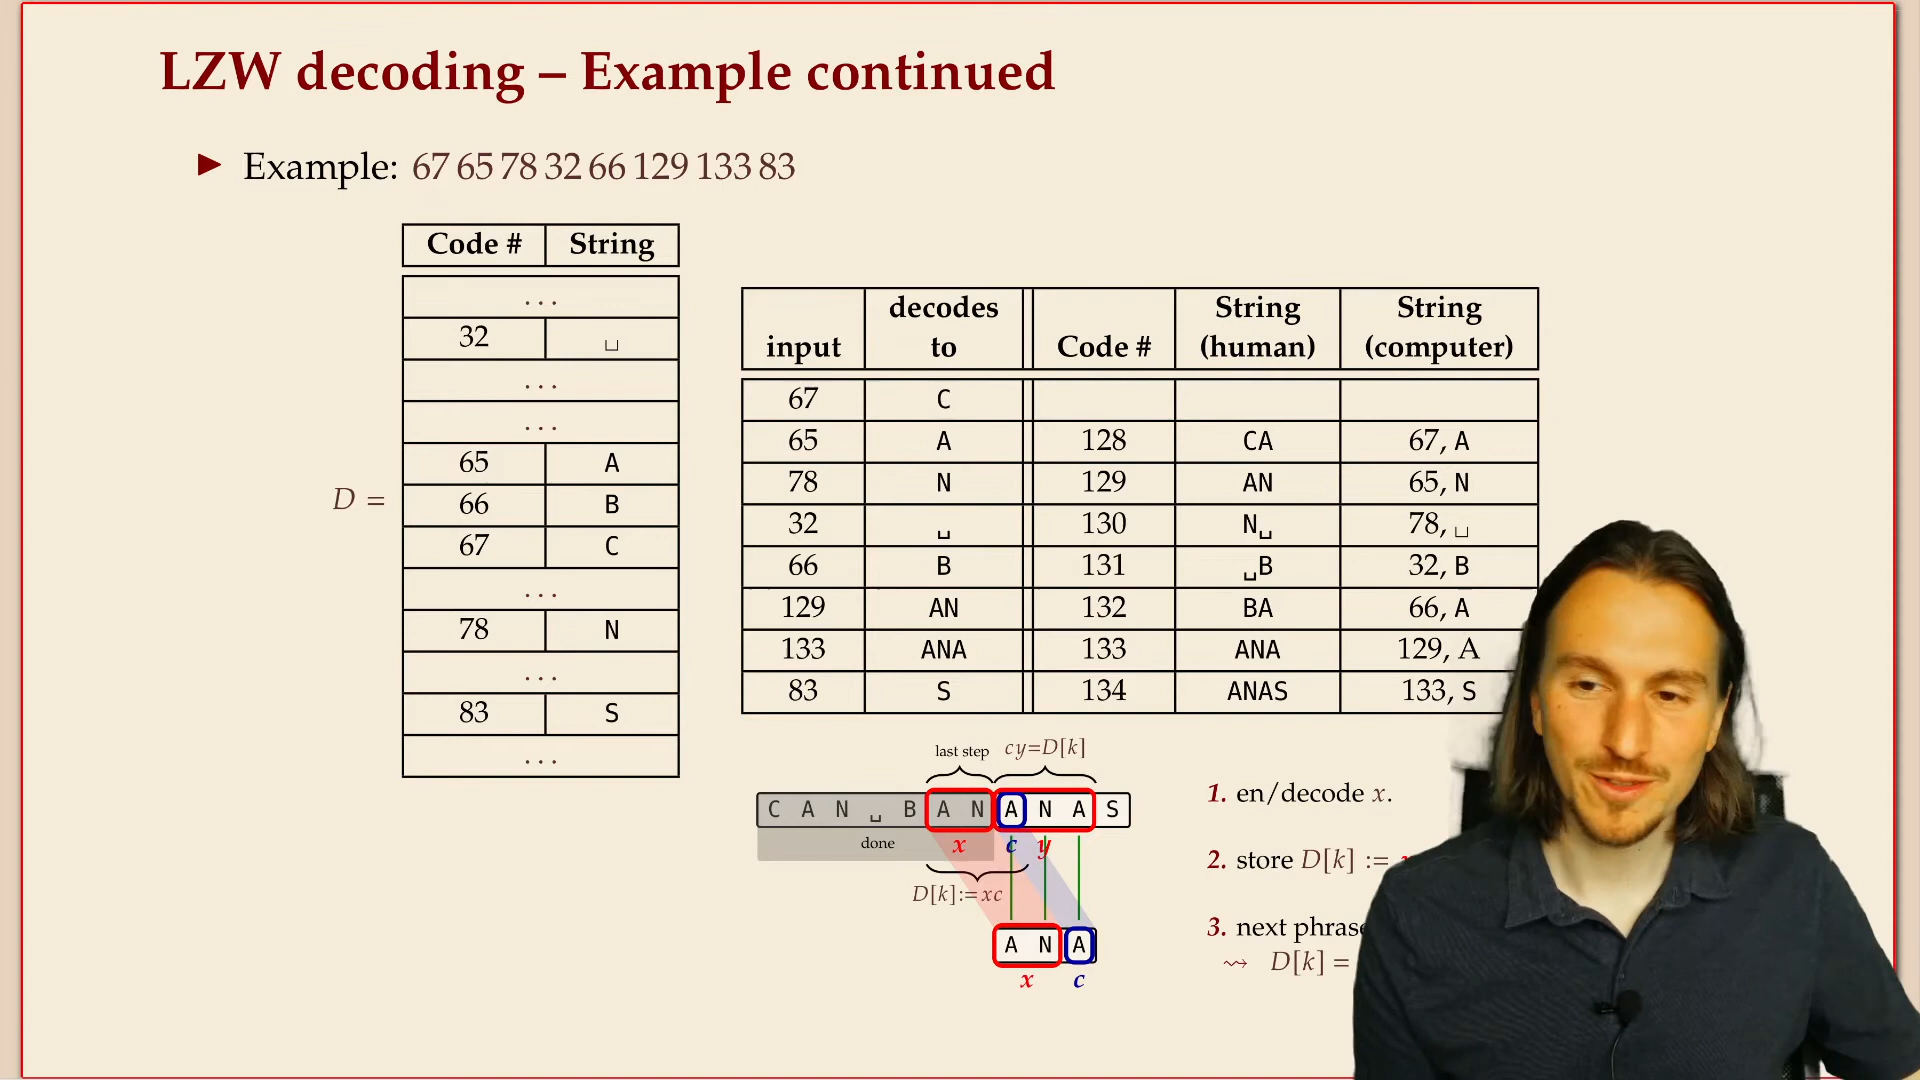 LZW decoding – Example continued
► Example: 67 65 78 32 66 129 133 83
D =
Code # String
...
32 ␣
...
...
65 A
66 B
67 C
...
78 N
...
83 S
...
input decodes to Code # String (human) String (computer)
67 C
65 A 128 CA 67, A
78 N 129 AN 65, N
32 ␣ 130 N␣ 78, ␣
66 B 131 ␣B 32, B
129 AN 132 BA 66, A
133 ANA 133 ANA 129, A
83 S 134 ANAS 133, S
last step cy=D[k]
C A N ␣ B A N A N A S
done x c y
D[k]:=xc
A N A
x c
1. en/decode x.
2. store D[k] :=
3. next phrase
⇝ D[k] =